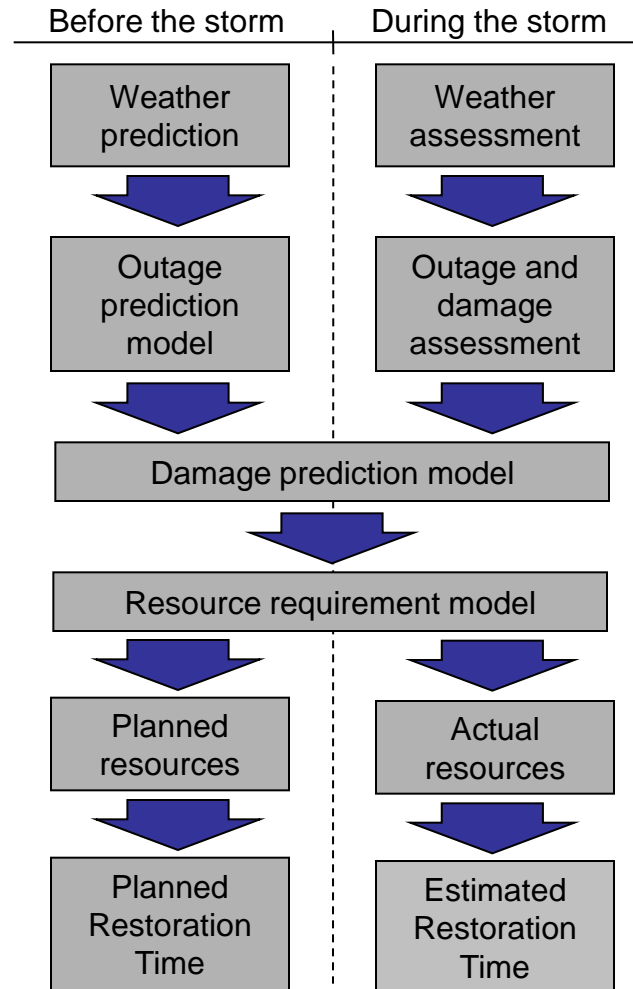 Before the storm
During the storm
Weather
prediction
Weather
assessment
Outage
prediction
model
Outage and
damage
assessment
Damage prediction model
Resource requirement model
Planned
resources
Actual
resources
Planned
Restoration
Time
Estimated
Restoration
Time